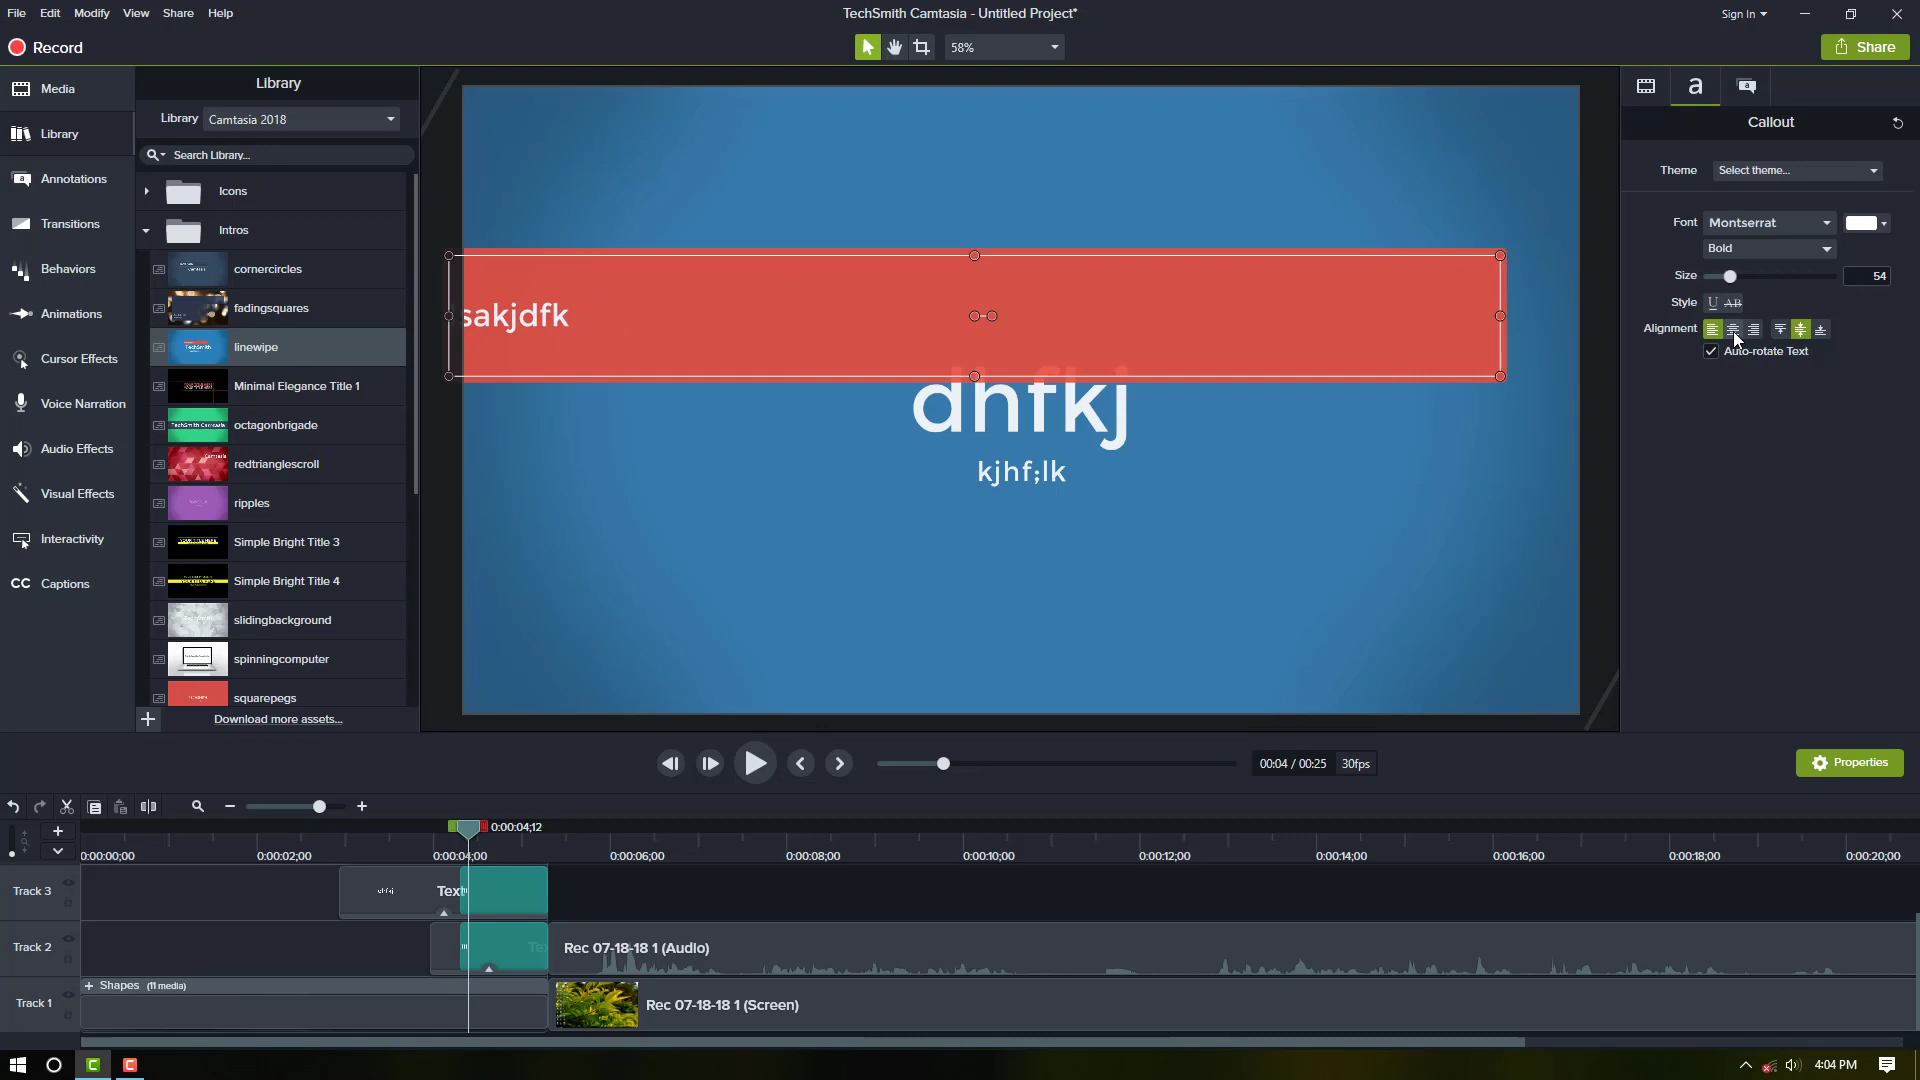 File Edit Modify View Share Help
TechSmith Camtasia - Untitled Project*
Sign In
Record
58%
Share
Media
Library
Annotations
Transitions
Behaviors
Animations
Cursor Effects
Voice Narration
Audio Effects
Visual Effects
Interactivity
CC Captions
Library
Library Camtasia 2018
Search Library...
Icons
Intros
cornercircles
fadingsquares
linewipe
Minimal Elegance Title 1
octagonbrigade
redtrianglescroll
ripples
Simple Bright Title 3
Simple Bright Title 4
slidingbackground
spinningcomputer
squarepegs
Download more assets...
sakjdfk
dhfkj
kjhf;lk
a
Callout
Theme Select theme...
Font Montserrat
Bold
Size 54
Style U AB
Alignment
Auto-rotate Text
00:04 / 00:25 30fps
Properties
0:00:04;12
0:00:00;00 0:00:02;00 0:00:04;00 0:00:06;00 0:00:08;00 0:00:10;00 0:00:12;00 0:00:14;00 0:00:16;00 0:00:18;00 0:00:20;00
Track 3 dhfkj Text
Track 2 Rec 07-18-18 1 (Audio)
Shapes (11 media)
Track 1 Rec 07-18-18 1 (Screen)
4:04 PM